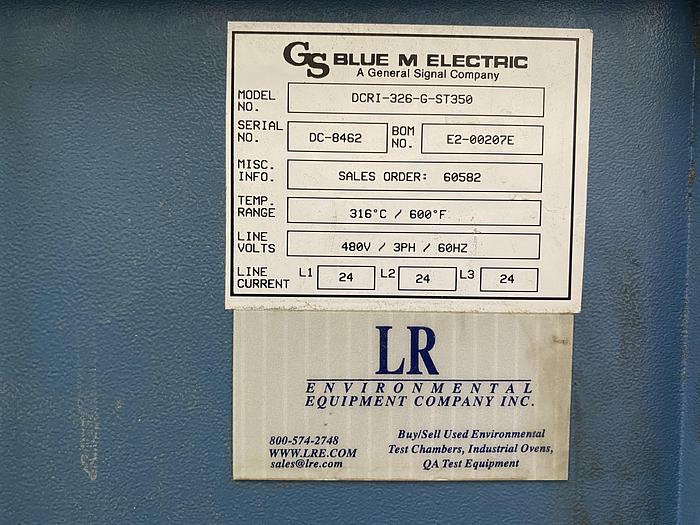 GS BLUE M ELECTRIC
A General Signal Company
MODEL NO. DCRI-326-G-ST350
SERIAL NO. DC-8462 BOM NO. E2-00207E
MISC. INFO. SALES ORDER: 60582
TEMP. RANGE 316°C / 600°F
LINE VOLTS 480V / 3PH / 60HZ
LINE CURRENT L1 24 L2 24 L3 24
LR
ENVIRONMENTAL
EQUIPMENT COMPANY INC.
800-574-2748
WWW.LRE.COM
sales@lre.com
Buy/Sell Used Environmental
Test Chambers, Industrial Ovens,
QA Test Equipment